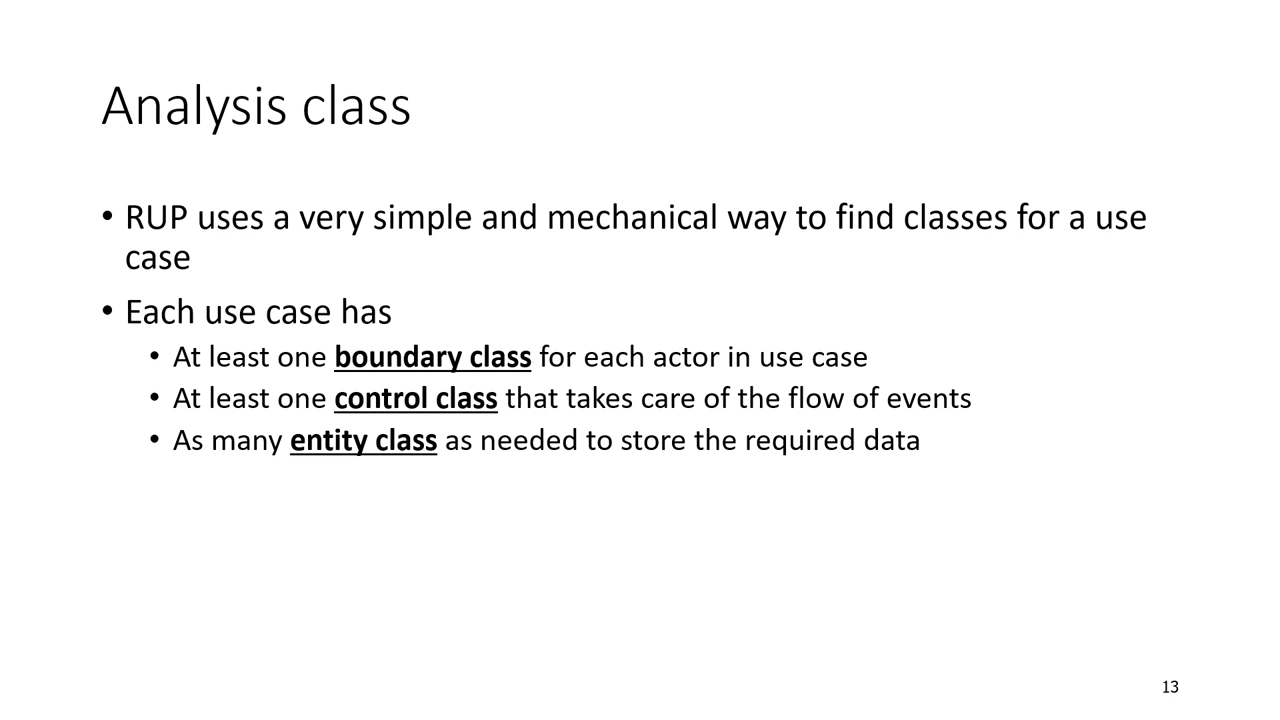 Analysis class
• RUP uses a very simple and mechanical way to find classes for a use
case
• Each use case has
• At least one boundary class for each actor in use case
• At least one control class that takes care of the flow of events
• As many entity class as needed to store the required data
13